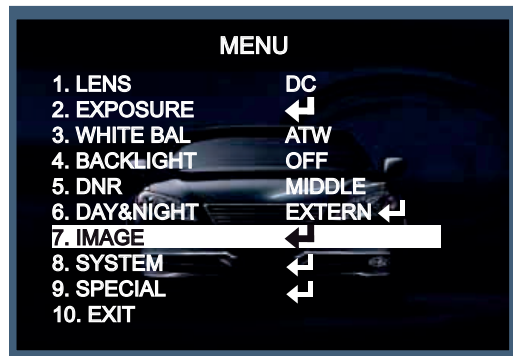 MENU
1. LENS DC
2. EXPOSURE ↵
3. WHITE BAL ATW
4. BACKLIGHT OFF
5. DNR MIDDLE
6. DAY&NIGHT EXTERN ↵
7. IMAGE ↵
8. SYSTEM ↵
9. SPECIAL ↵
10. EXIT